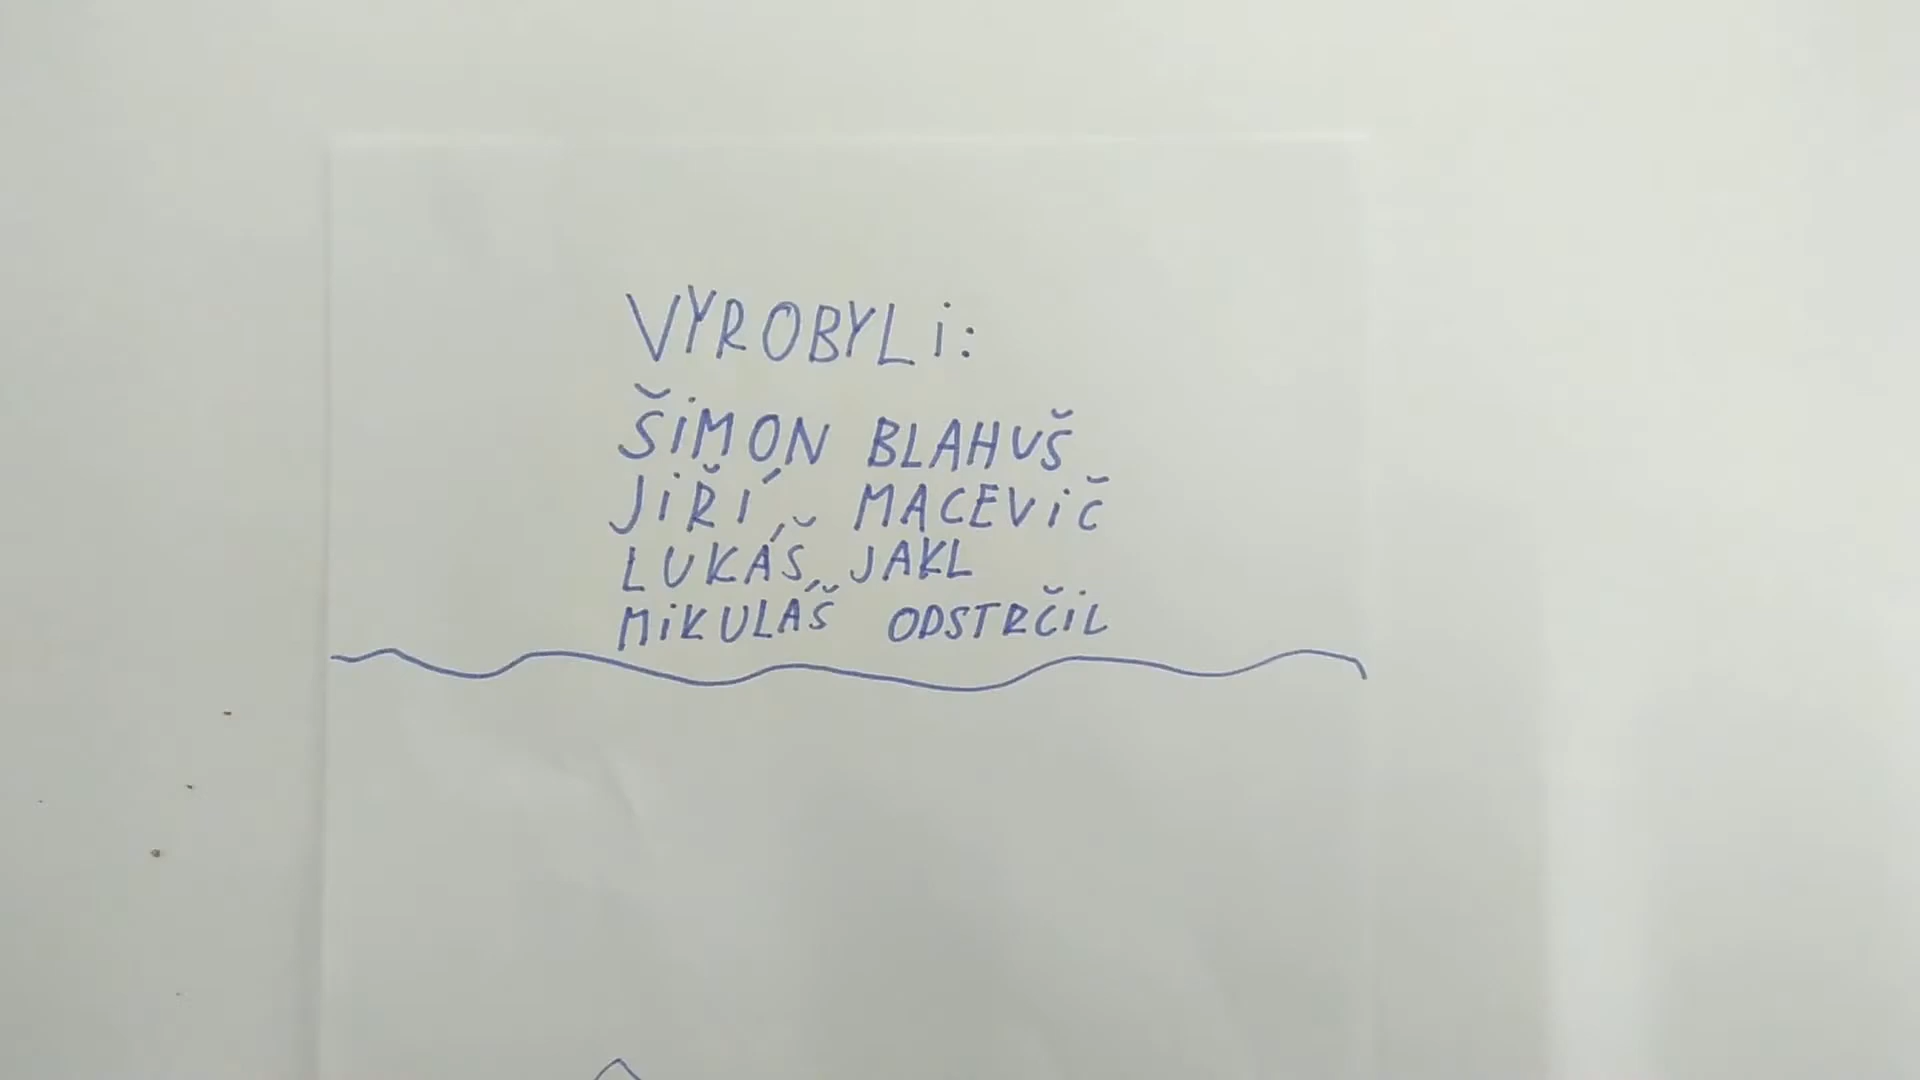 VYROBYLi:
ŠiMON BLAHUŠ
JiŘÍ MACEViČ
LUKÁŠ JAKL
MiKULÁŠ ODSTRČiL